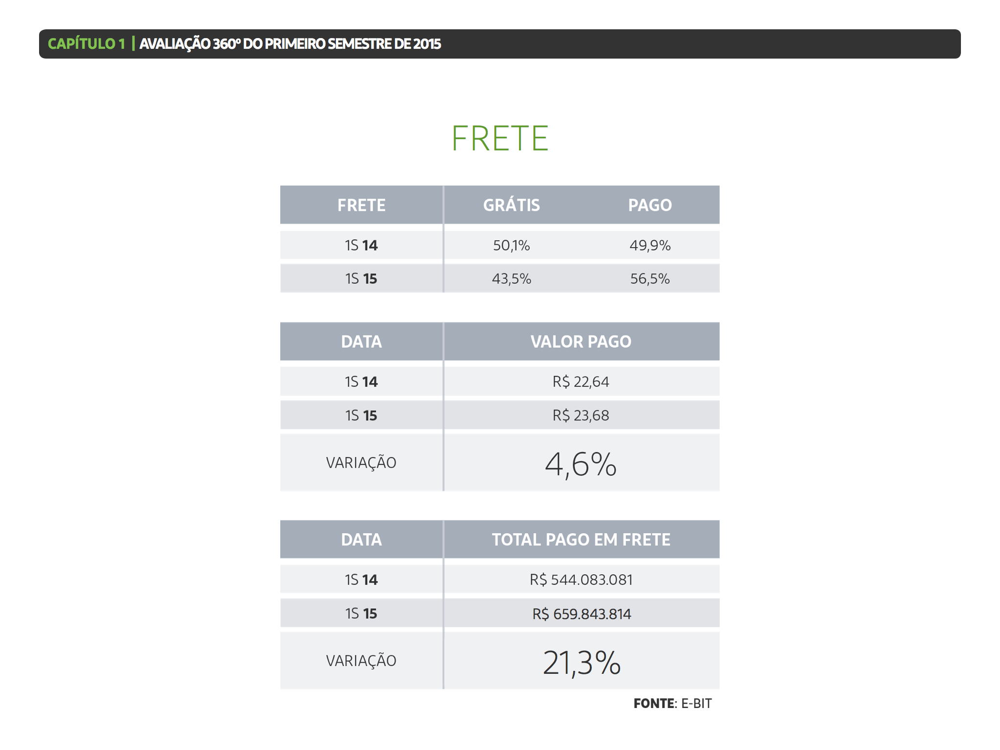 CAPÍTULO 1 | AVALIAÇÃO 360º DO PRIMEIRO SEMESTRE DE 2015
FRETE
FRETE GRÁTIS PAGO
1S 14 50,1% 49,9%
1S 15 43,5% 56,5%
DATA VALOR PAGO
1S 14 R$ 22,64
1S 15 R$ 23,68
VARIAÇÃO 4,6%
DATA TOTAL PAGO EM FRETE
1S 14 R$ 544.083.081
1S 15 R$ 659.843.814
VARIAÇÃO 21,3%
FONTE: E-BIT